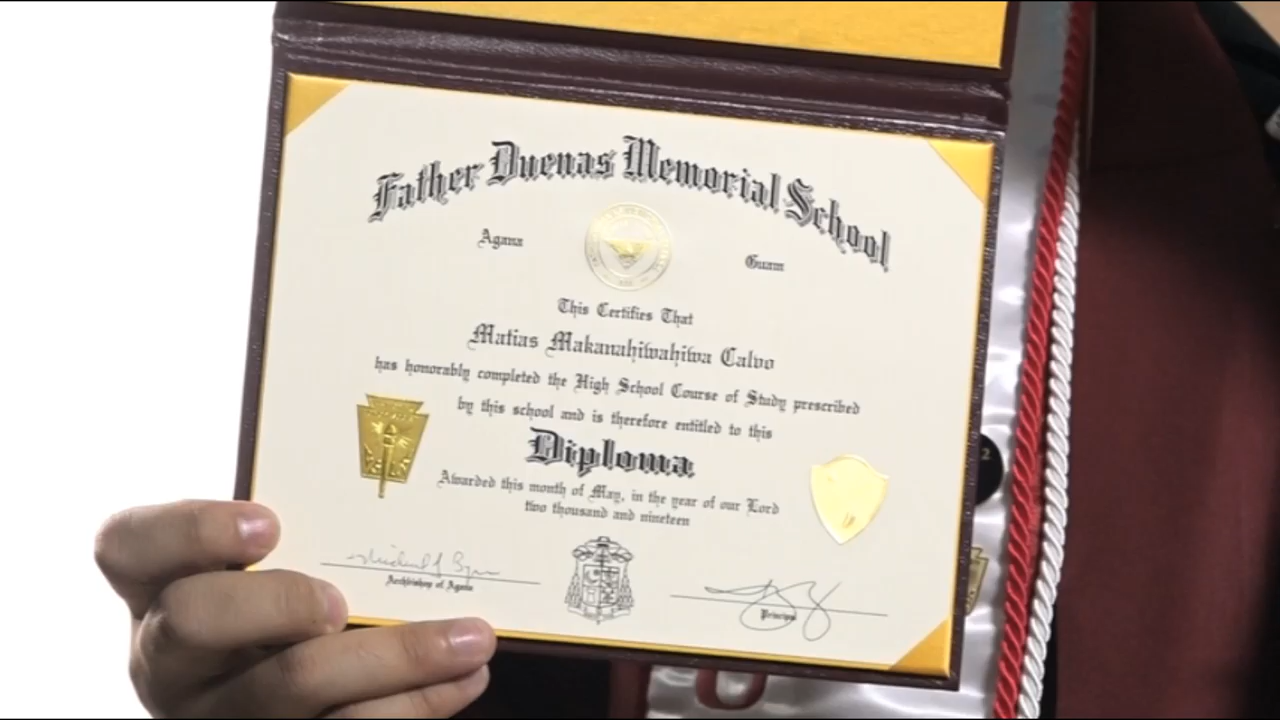 Father Duenas Memorial School
Agana
Guam
This Certifies That
Matias Makanahiwahiwa Calvo
has honorably completed the High School Course of Study prescribed
by this school and is therefore entitled to this
Diploma
Awarded this month of May, in the year of our Lord
two thousand and nineteen
Archbishop of Agana
Principal
2